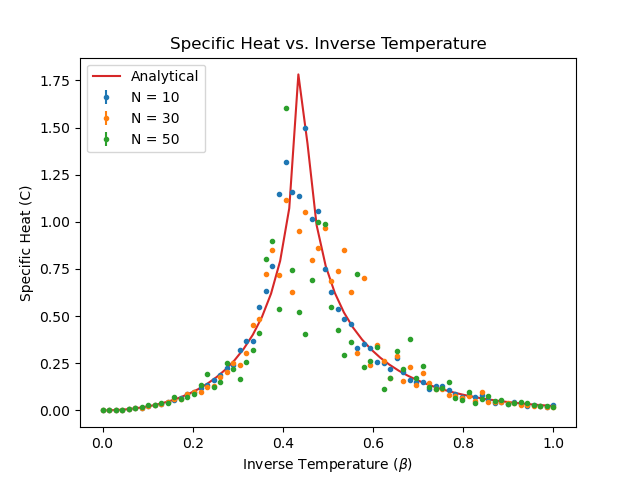 Specific Heat vs. Inverse Temperature
Analytical
N = 10
N = 30
N = 50
Specific Heat (C)
1.75
1.50
1.25
1.00
0.75
0.50
0.25
0.00
0.0 0.2 0.4 0.6 0.8 1.0
Inverse Temperature (β)